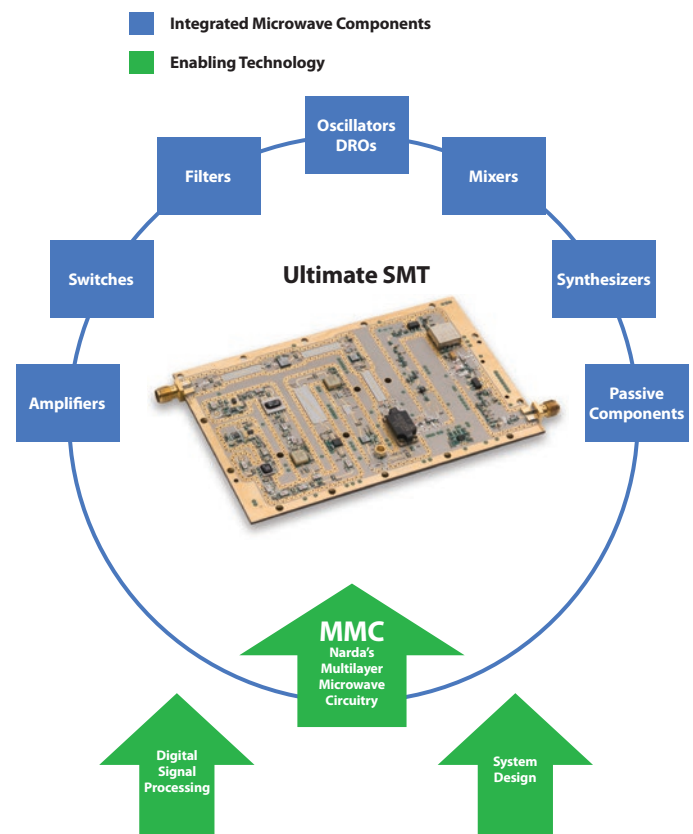 Integrated Microwave Components
Enabling Technology
Oscillators
DROs
Filters
Mixers
Switches
Ultimate SMT
Synthesizers
Amplifiers
Passive
Components
MMC
Narda's
Multilayer
Microwave
Circuitry
Digital
Signal
Processing
System
Design